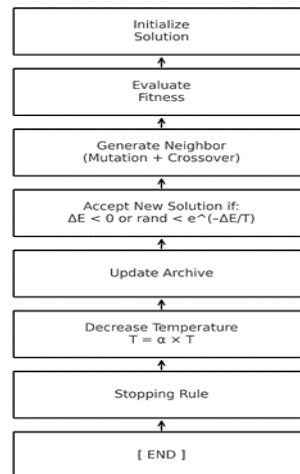 Initialize
Solution
Evaluate
Fitness
Generate Neighbor
(Mutation + Crossover)
Accept New Solution if:
ΔE < 0 or rand < e^(–ΔE/T)
Update Archive
Decrease Temperature
T = α × T
Stopping Rule
[ END ]